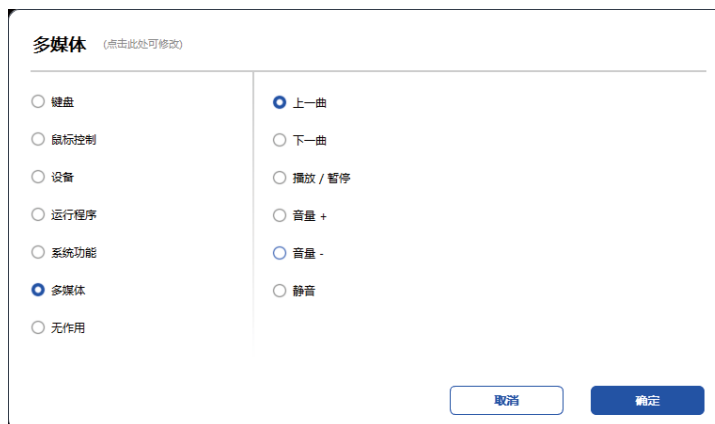 多媒体 (点击此处可修改)
键盘
鼠标控制
设备
运行程序
系统功能
多媒体
无作用
上一曲
下一曲
播放 / 暂停
音量 +
音量 -
静音
取消 确定